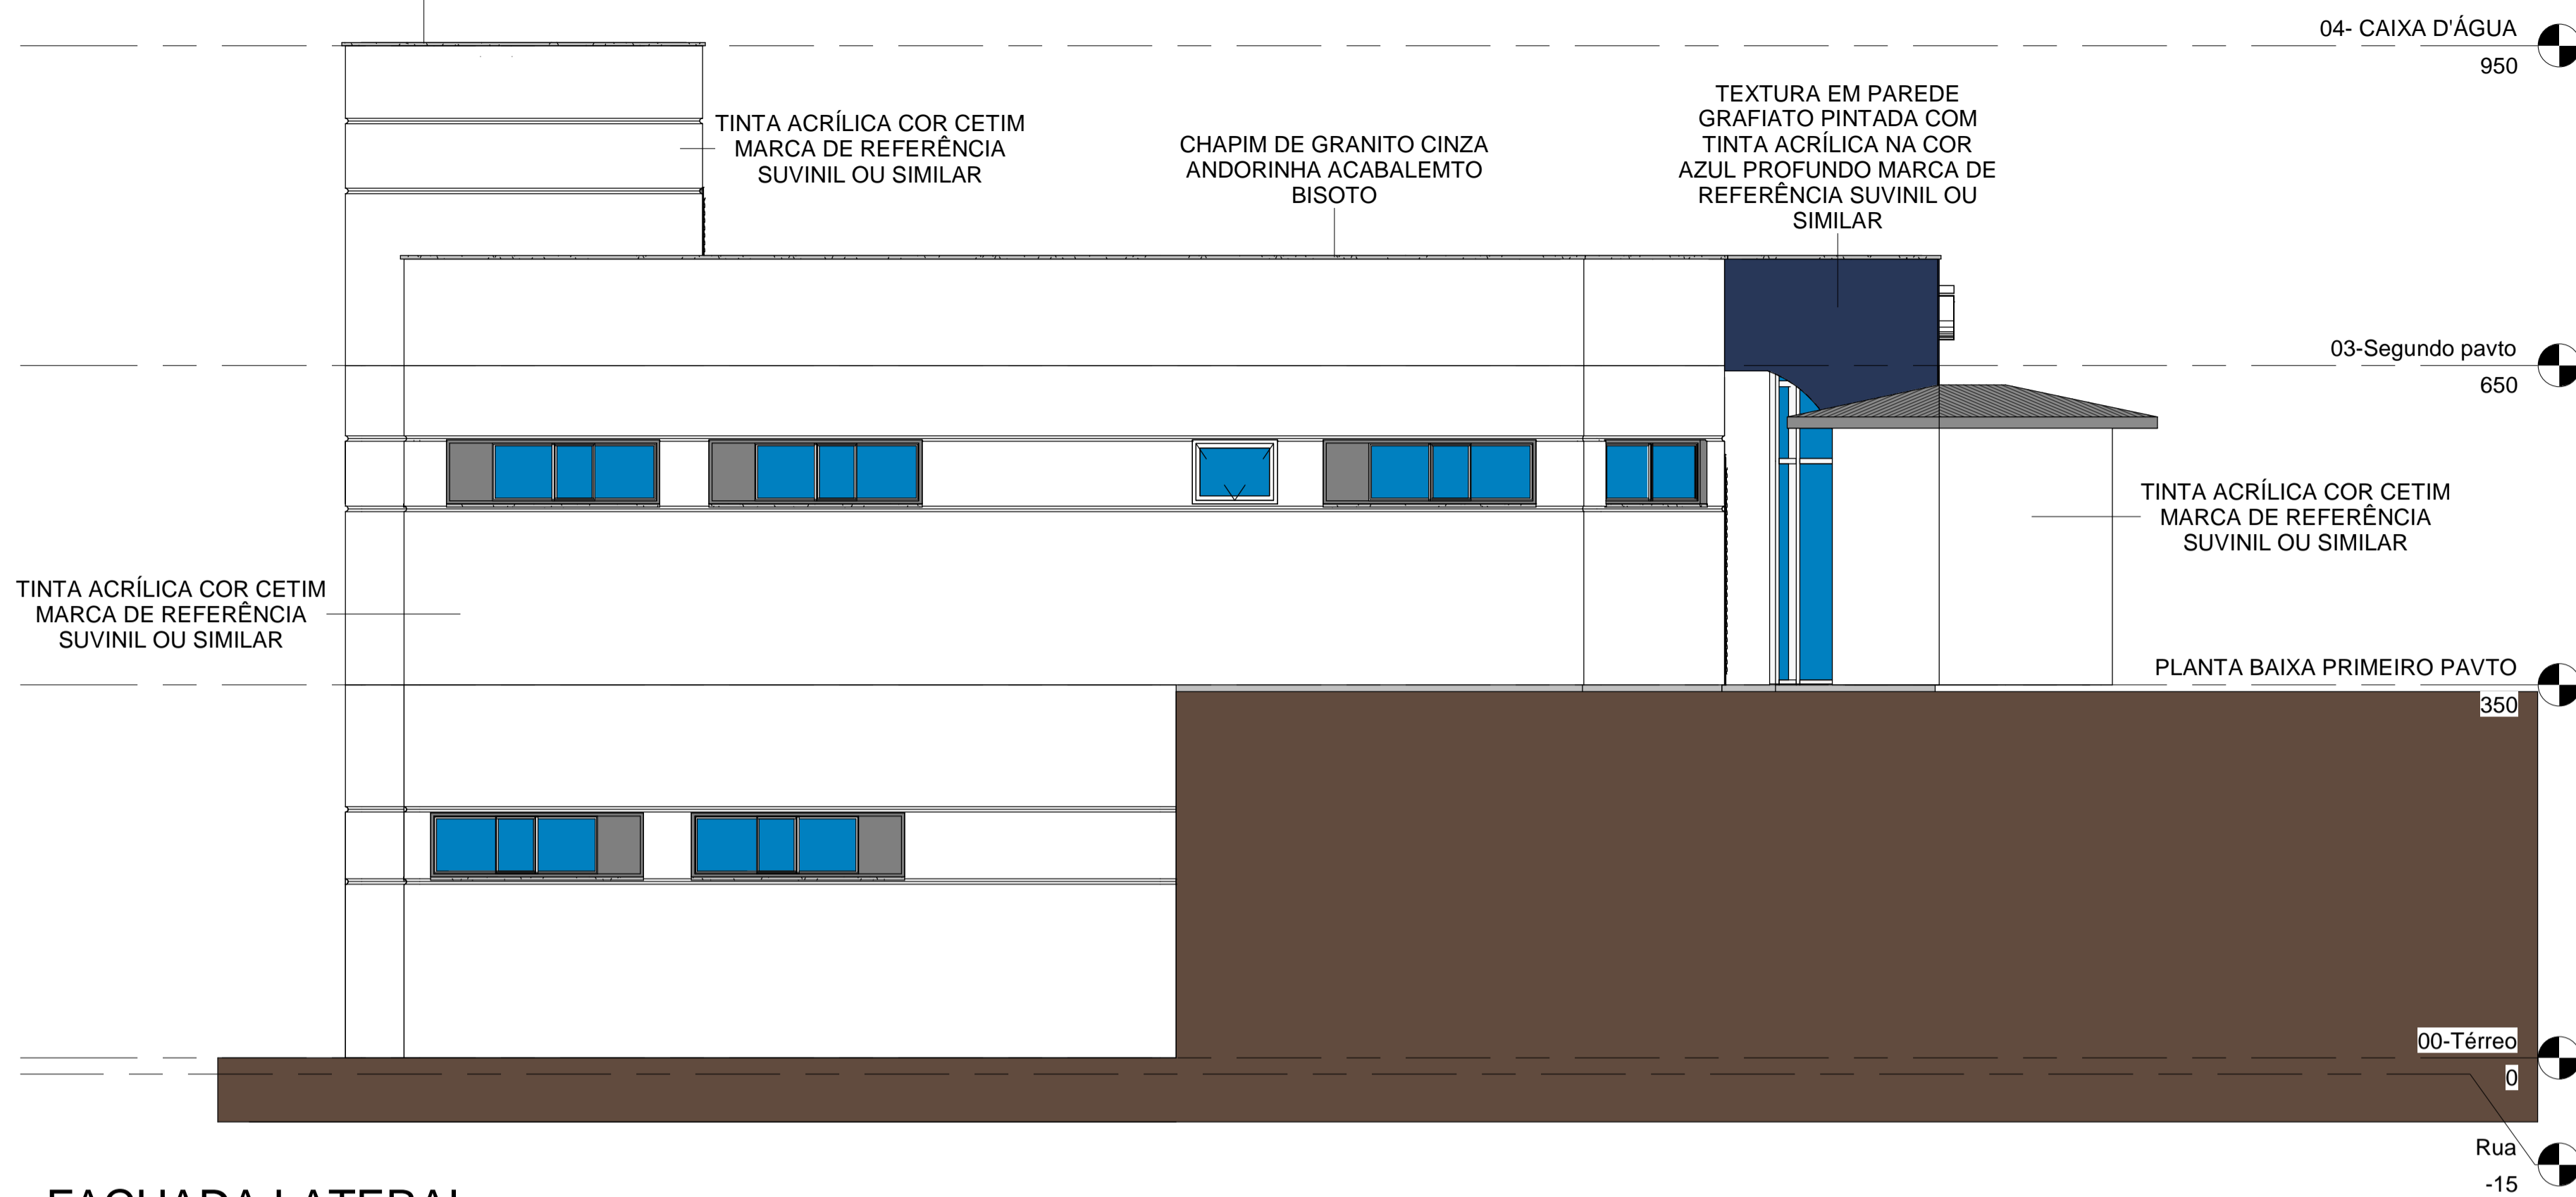 04- CAIXA D'ÁGUA
950
TINTA ACRÍLICA COR CETIM
MARCA DE REFERÊNCIA
SUVINIL OU SIMILAR
CHAPIM DE GRANITO CINZA
ANDORINHA ACABALEMTO
BISOTO
TEXTURA EM PAREDE
GRAFIATO PINTADA COM
TINTA ACRÍLICA NA COR
AZUL PROFUNDO MARCA DE
REFERÊNCIA SUVINIL OU
SIMILAR
03-Segundo pavto
650
TINTA ACRÍLICA COR CETIM
MARCA DE REFERÊNCIA
SUVINIL OU SIMILAR
TINTA ACRÍLICA COR CETIM
MARCA DE REFERÊNCIA
SUVINIL OU SIMILAR
PLANTA BAIXA PRIMEIRO PAVTO
350
00-Térreo
0
Rua
-15
FACHADA LATERAL